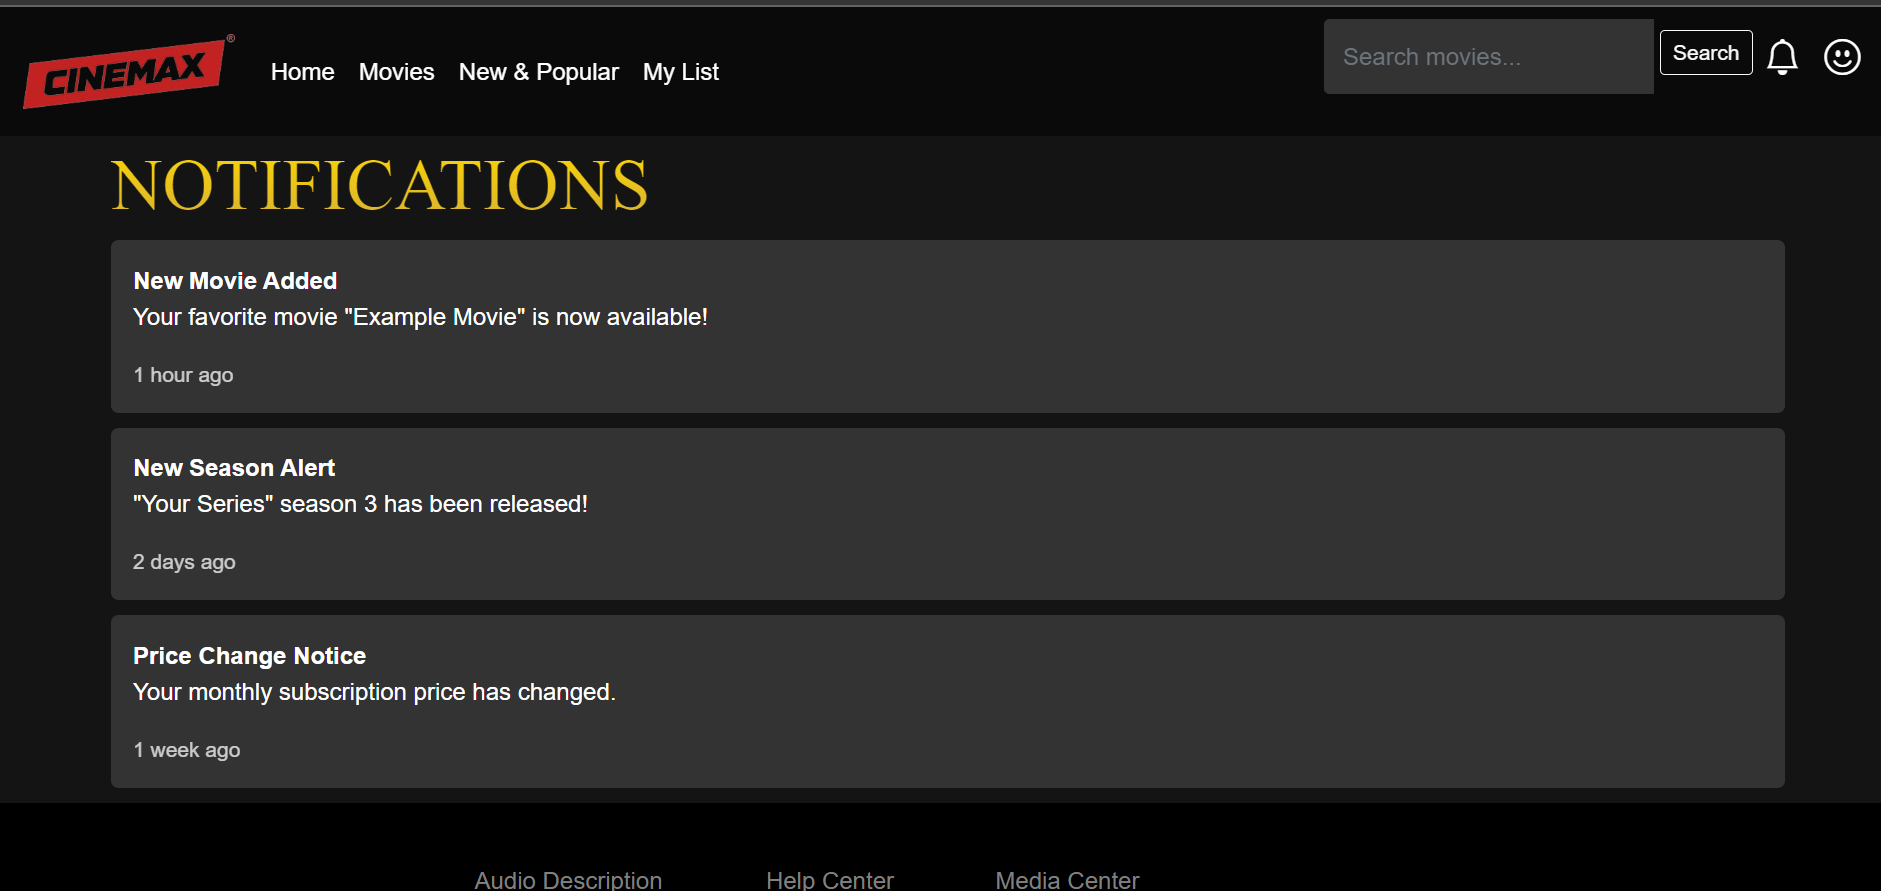 CINEMAX®
Home Movies New & Popular My List
Search movies... Search
NOTIFICATIONS
New Movie Added
Your favorite movie "Example Movie" is now available!
1 hour ago
New Season Alert
"Your Series" season 3 has been released!
2 days ago
Price Change Notice
Your monthly subscription price has changed.
1 week ago
Audio Description Help Center Media Center